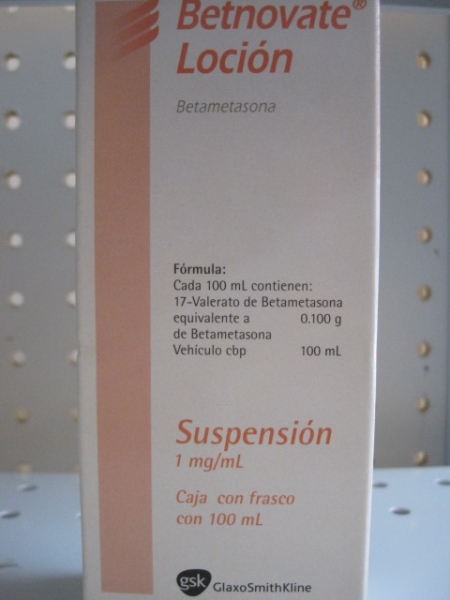 Betnovate®
Loción
Betametasona
Fórmula:
Cada 100 mL contienen:
17-Valerato de Betametasona
equivalente a 0.100 g
de Betametasona
Vehículo cbp 100 mL
Suspensión
1 mg/mL
Caja con frasco
con 100 mL
gsk GlaxoSmithKline